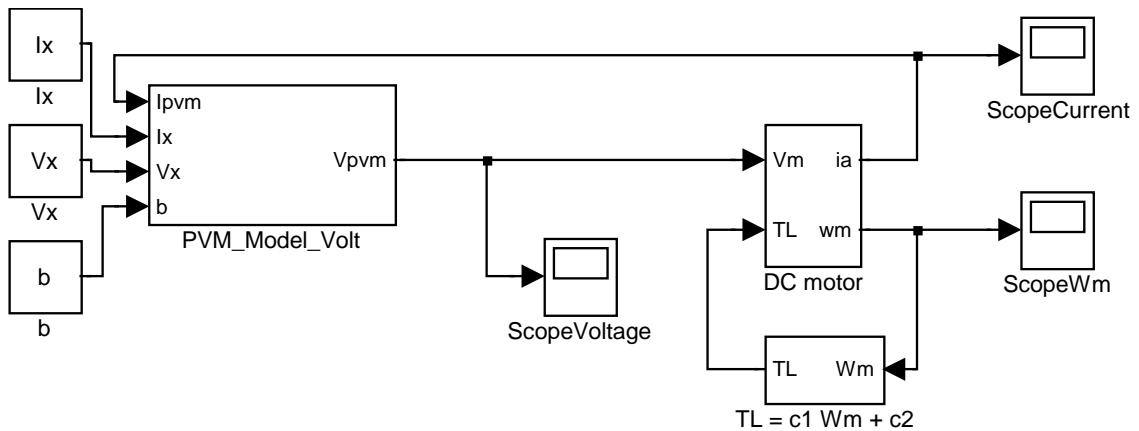 Ix
Ix
Vx
Vx
b
b
Ipvm
Ix
Vx
b
Vpvm
PVM_Model_Volt
ScopeVoltage
Vm
ia
TL
wm
DC motor
TL
Wm
TL = c1 Wm + c2
ScopeCurrent
ScopeWm